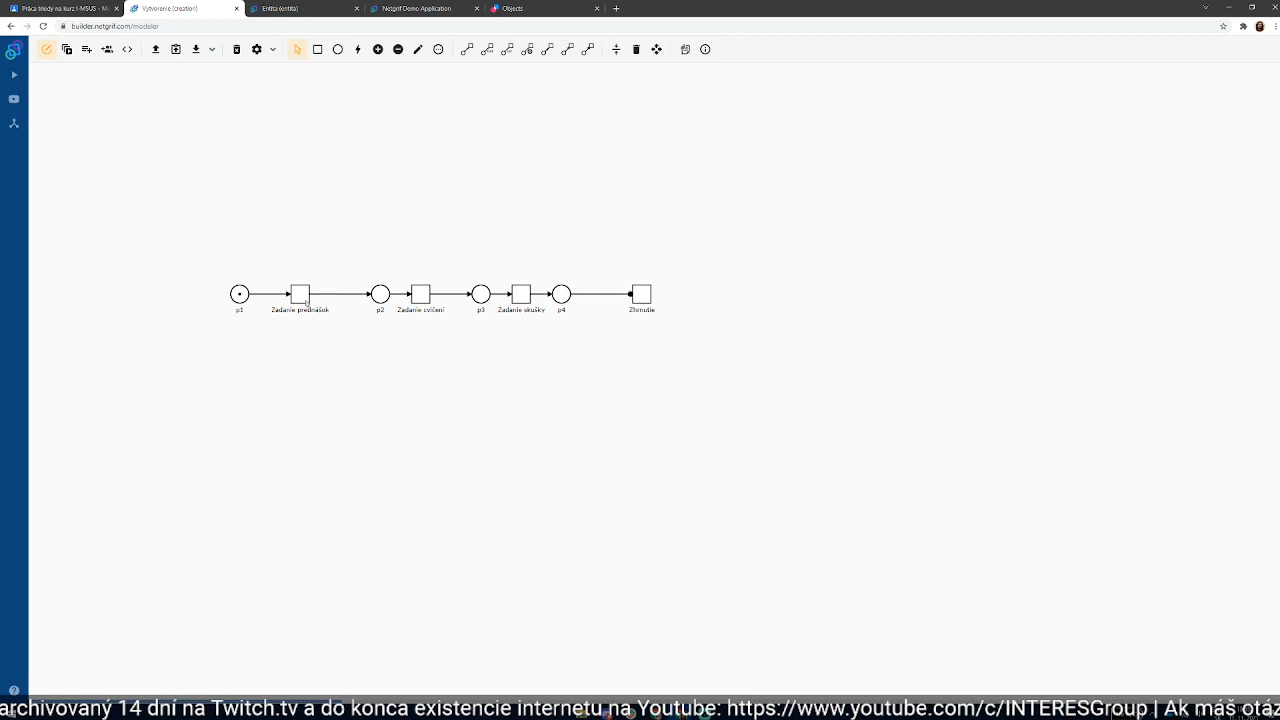 Práca triedy na kurz I-MSUS - M
Vytvorenie (creation)
Entita (entita)
Netgrif Demo Application
Objects
builder.netgrif.com/modeler
p1
Zadanie prednášok
p2
Zadanie cvičení
p3
Zadanie skúšky
p4
Zhrnutie
archivovaný 14 dní na Twitch.tv a do konca existencie internetu na Youtube: https://www.youtube.com/c/INTERESGroup | Ak máš otáz